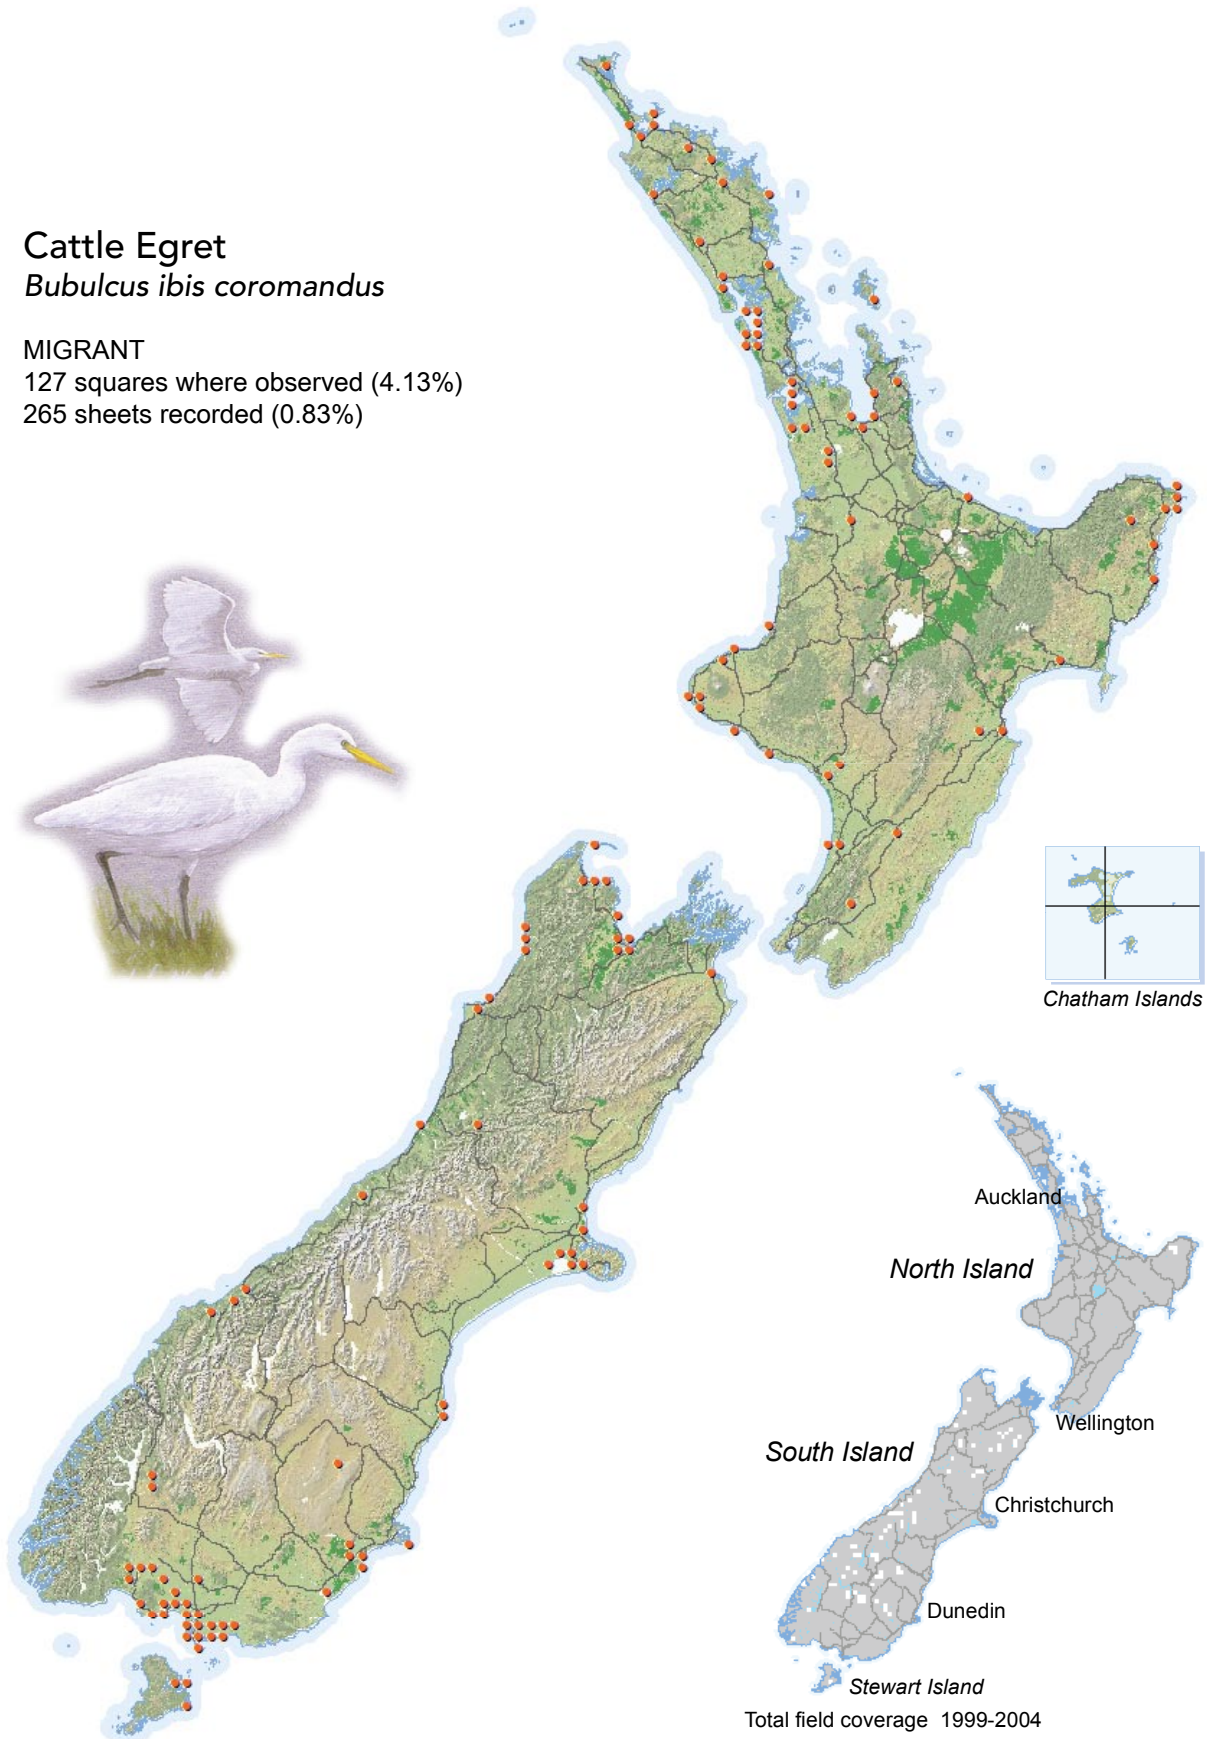 Cattle Egret
Bubulcus ibis coromandus
MIGRANT
127 squares where observed (4.13%)
265 sheets recorded (0.83%)
Chatham Islands
Auckland
North Island
Wellington
South Island
Christchurch
Dunedin
Stewart Island
Total field coverage 1999-2004